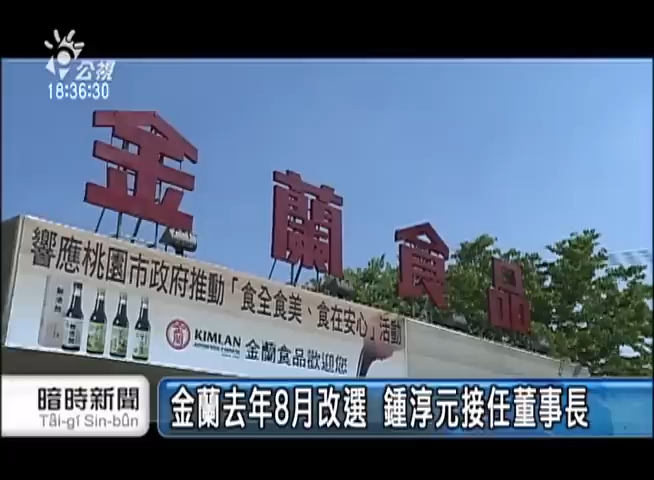 公視
18:36:30
金蘭食品
響應桃園市政府推動「食全食美、食在安心」活動
KIMLAN
金蘭食品歡迎您
暗時新聞
Tâi-gí Sin-bûn
金蘭去年8月改選 鍾淳元接任董事長